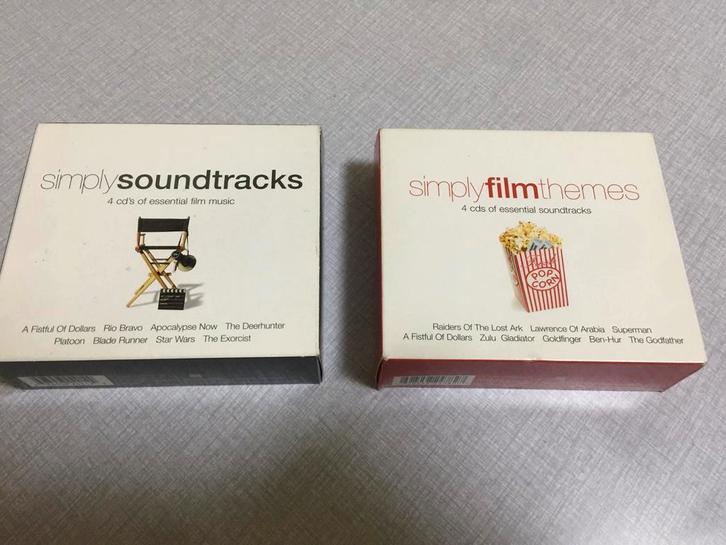 simplysoundtracks
4 cd's of essential film music
A Fistful Of Dollars Rio Bravo Apocalypse Now The Deerhunter
Platoon Blade Runner Star Wars The Exorcist
simplyfilmthemes
4 cds of essential soundtracks
POP
CORN
Raiders Of The Lost Ark Lawrence Of Arabia Superman
A Fistful Of Dollars Zulu Gladiator Goldfinger Ben-Hur The Godfather